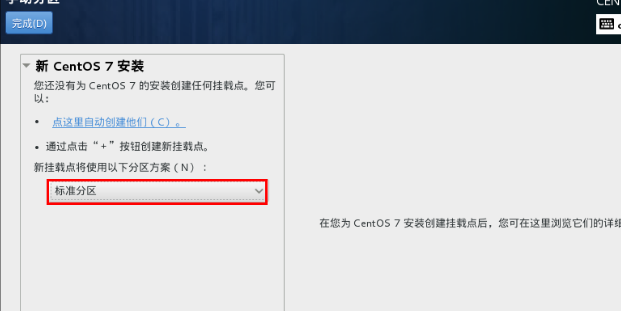 手动分区
CENT
完成(D)
新 CentOS 7 安装
您还没有为 CentOS 7 的安装创建任何挂载点。您可
以：
• 点这里自动创建他们（C）。
• 通过点击“+”按钮创建新挂载点。
新挂载点将使用以下分区方案（N）：
标准分区
在您为 CentOS 7 安装创建挂载点后，您可在这里浏览它们的详细